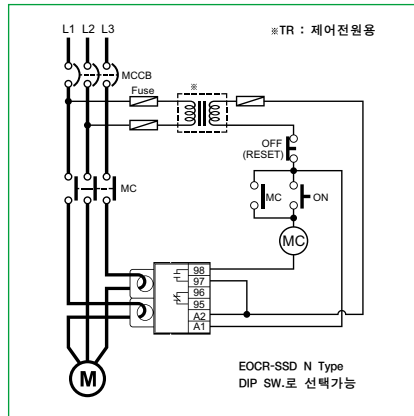 L1 L2 L3
※TR : 제어전원용
MCCB
※
Fuse
OFF
(RESET)
MC
MC
ON
MC
98
97
96
95
A2
A1
M
EOCR-SSD N Type
DIP SW.로 선택가능